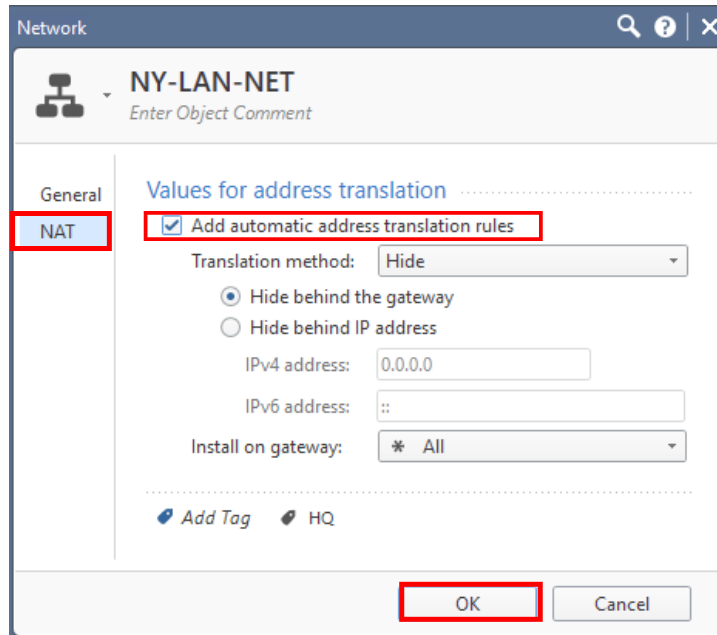 Network
NY-LAN-NET
Enter Object Comment
General
NAT
Values for address translation
Add automatic address translation rules
Translation method: Hide
Hide behind the gateway
Hide behind IP address
IPv4 address: 0.0.0.0
IPv6 address: ::
Install on gateway: * All
Add Tag HQ
OK Cancel